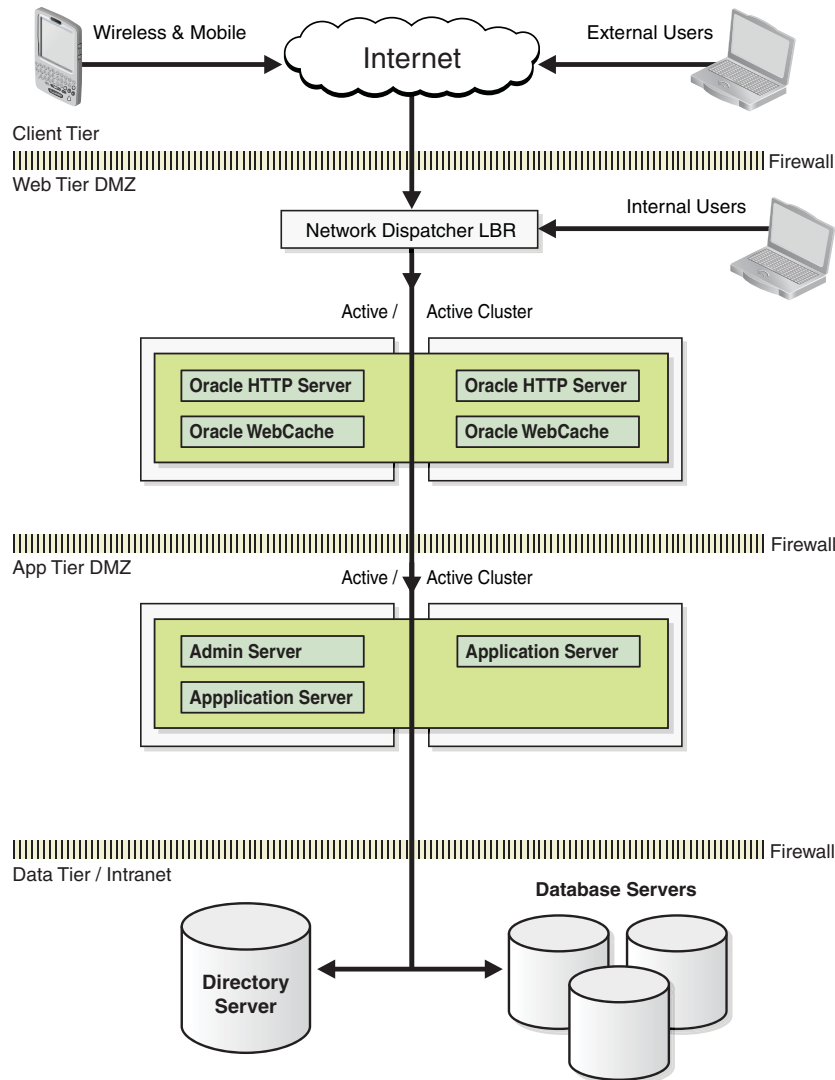 Wireless & Mobile
Internet
External Users
Client Tier
Firewall
Web Tier DMZ
Internal Users
Network Dispatcher LBR
Active / Active Cluster
Oracle HTTP Server
Oracle HTTP Server
Oracle WebCache
Oracle WebCache
Firewall
App Tier DMZ
Active / Active Cluster
Admin Server
Application Server
Appplication Server
Firewall
Data Tier / Intranet
Database Servers
Directory
Server